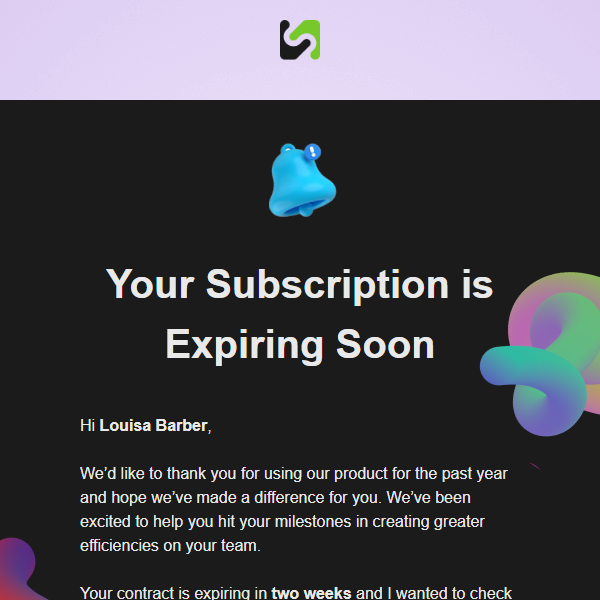 Your Subscription is
Expiring Soon
Hi Louisa Barber,
We’d like to thank you for using our product for the past year
and hope we’ve made a difference for you. We’ve been
excited to help you hit your milestones in creating greater
efficiencies on your team.
Your contract is expiring in two weeks and I wanted to check